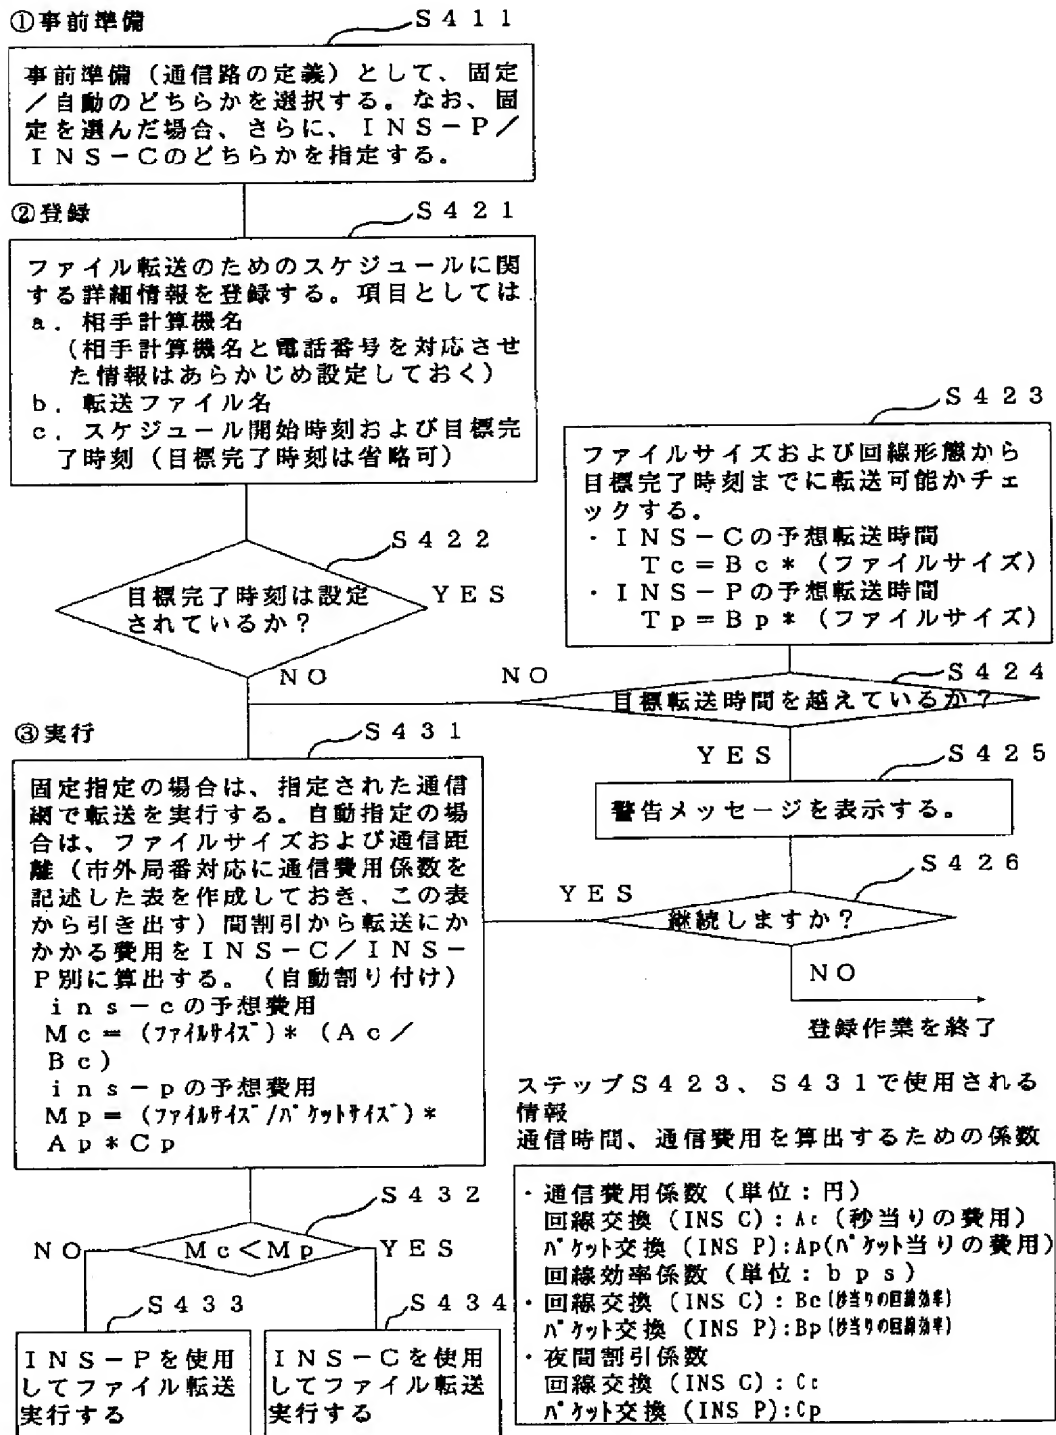 ①事前準備
S411
事前準備（通信路の定義）として、固定
／自動のどちらかを選択する。なお、固
定を選んだ場合、さらに、INS－P／
INS－Cのどちらかを指定する。
②登録
S421
ファイル転送のためのスケジュールに関
する詳細情報を登録する。項目としては
a．相手計算機名
（相手計算機名と電話番号を対応させ
た情報はあらかじめ設定しておく）
b．転送ファイル名
c．スケジュール開始時刻および目標完
了時刻（目標完了時刻は省略可）
S422
目標完了時刻は設定
されているか？
YES
NO
S423
ファイルサイズおよび回線形態から
目標完了時刻までに転送可能かチェ
ックする。
・INS－Cの予想転送時間
Tc＝Bc＊（ファイルサイズ）
・INS－Pの予想転送時間
Tp＝Bp＊（ファイルサイズ）
S424
NO
目標転送時間を越えているか？
YES
S425
警告メッセージを表示する。
S426
YES
継続しますか？
NO
登録作業を終了
③実行
S431
固定指定の場合は、指定された通信
網で転送を実行する。自動指定の場
合は、ファイルサイズおよび通信距
離（市外局番対応に通信費用係数を
記述した表を作成しておき、この表
から引き出す）間割引から転送にか
かかる費用をINS－C／INS－
P別に算出する。（自動割り付け）
ins－cの予想費用
Mc＝（ﾌｧｲﾙｻｲｽﾞ）＊（Ac／
Bc）
ins－pの予想費用
Mp＝（ﾌｧｲﾙｻｲｽﾞ/ﾊﾟｹｯﾄｻｲｽﾞ）＊
Ap＊Cp
S432
NO
Mc＜Mp
YES
S433
INS－Pを使用
してファイル転送
実行する
S434
INS－Cを使用
してファイル転送
実行する
ステップS423、S431で使用される
情報
通信時間、通信費用を算出するための係数
・通信費用係数（単位：円）
回線交換（INS C）：Ac（秒当りの費用）
ﾊﾟｹｯﾄ交換（INS P）:Ap(ﾊﾟｹｯﾄ当りの費用)
回線効率係数（単位：bps）
・回線交換（INS C）：Bc(秒当りの回線効率)
ﾊﾟｹｯﾄ交換（INS P）:Bp(秒当りの回線効率)
・夜間割引係数
回線交換（INS C）：Cc
ﾊﾟｹｯﾄ交換（INS P）:Cp